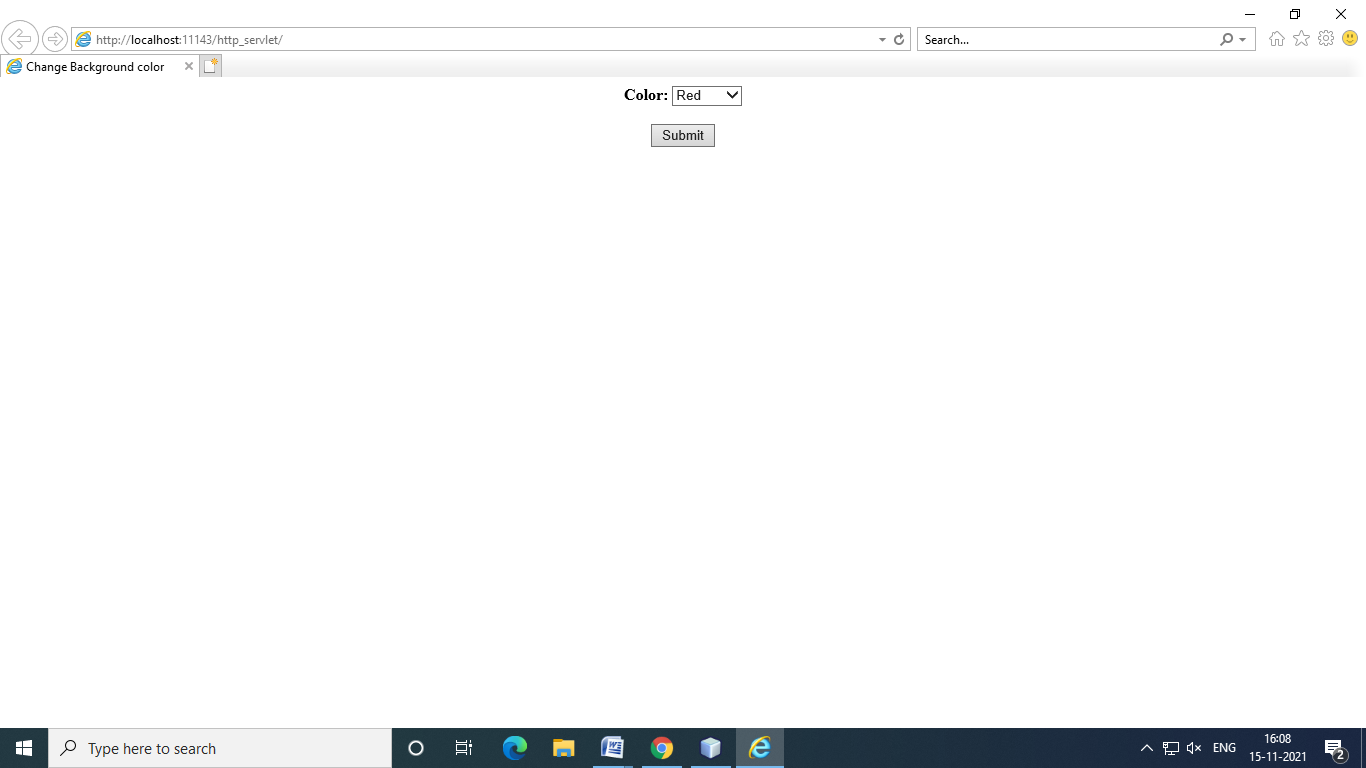 http://localhost:11143/http_servlet/
Search...
Change Background color
Color: Red
Submit
Type here to search
ENG
16:08
15-11-2021
2